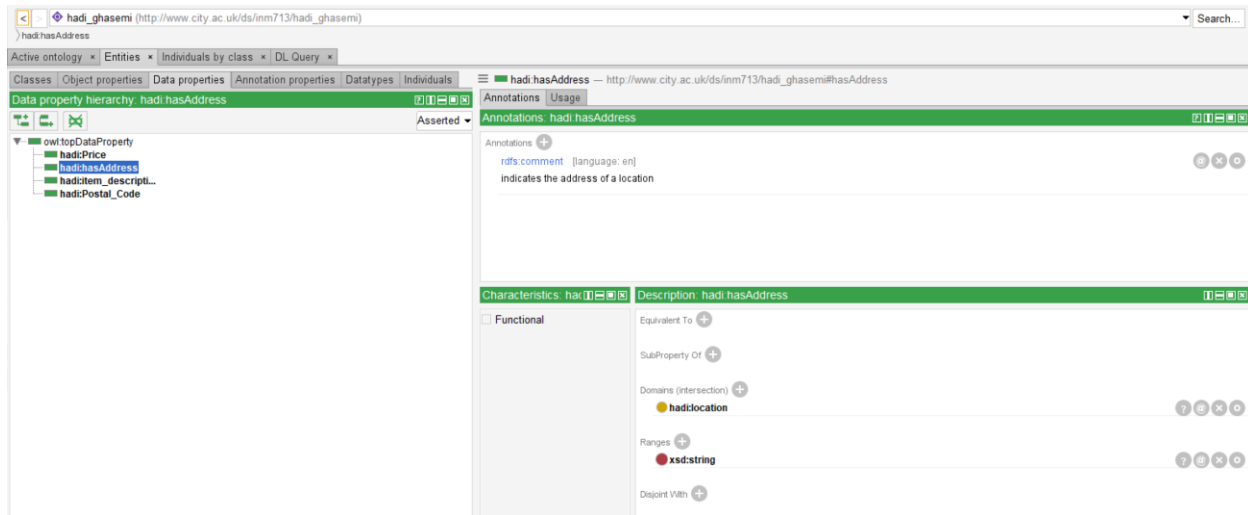 < > hadi_ghasemi (http://www.city.ac.uk/ds/inm713/hadi_ghasemi) Search...
hadi:hasAddress
Active ontology × Entities × Individuals by class × DL Query ×
Classes Object properties Data properties Annotation properties Datatypes Individuals
Data property hierarchy: hadi:hasAddress
Asserted
owl:topDataProperty
hadi:Price
hadi:hasAddress
hadi:item_descripti...
hadi:Postal_Code
hadi:hasAddress — http://www.city.ac.uk/ds/inm713/hadi_ghasemi#hasAddress
Annotations Usage
Annotations: hadi:hasAddress
Annotations
rdfs:comment [language: en]
indicates the address of a location
Characteristics: hac
Functional
Description: hadi:hasAddress
Equivalent To
SubProperty Of
Domains (intersection)
hadi:location
Ranges
xsd:string
Disjoint With